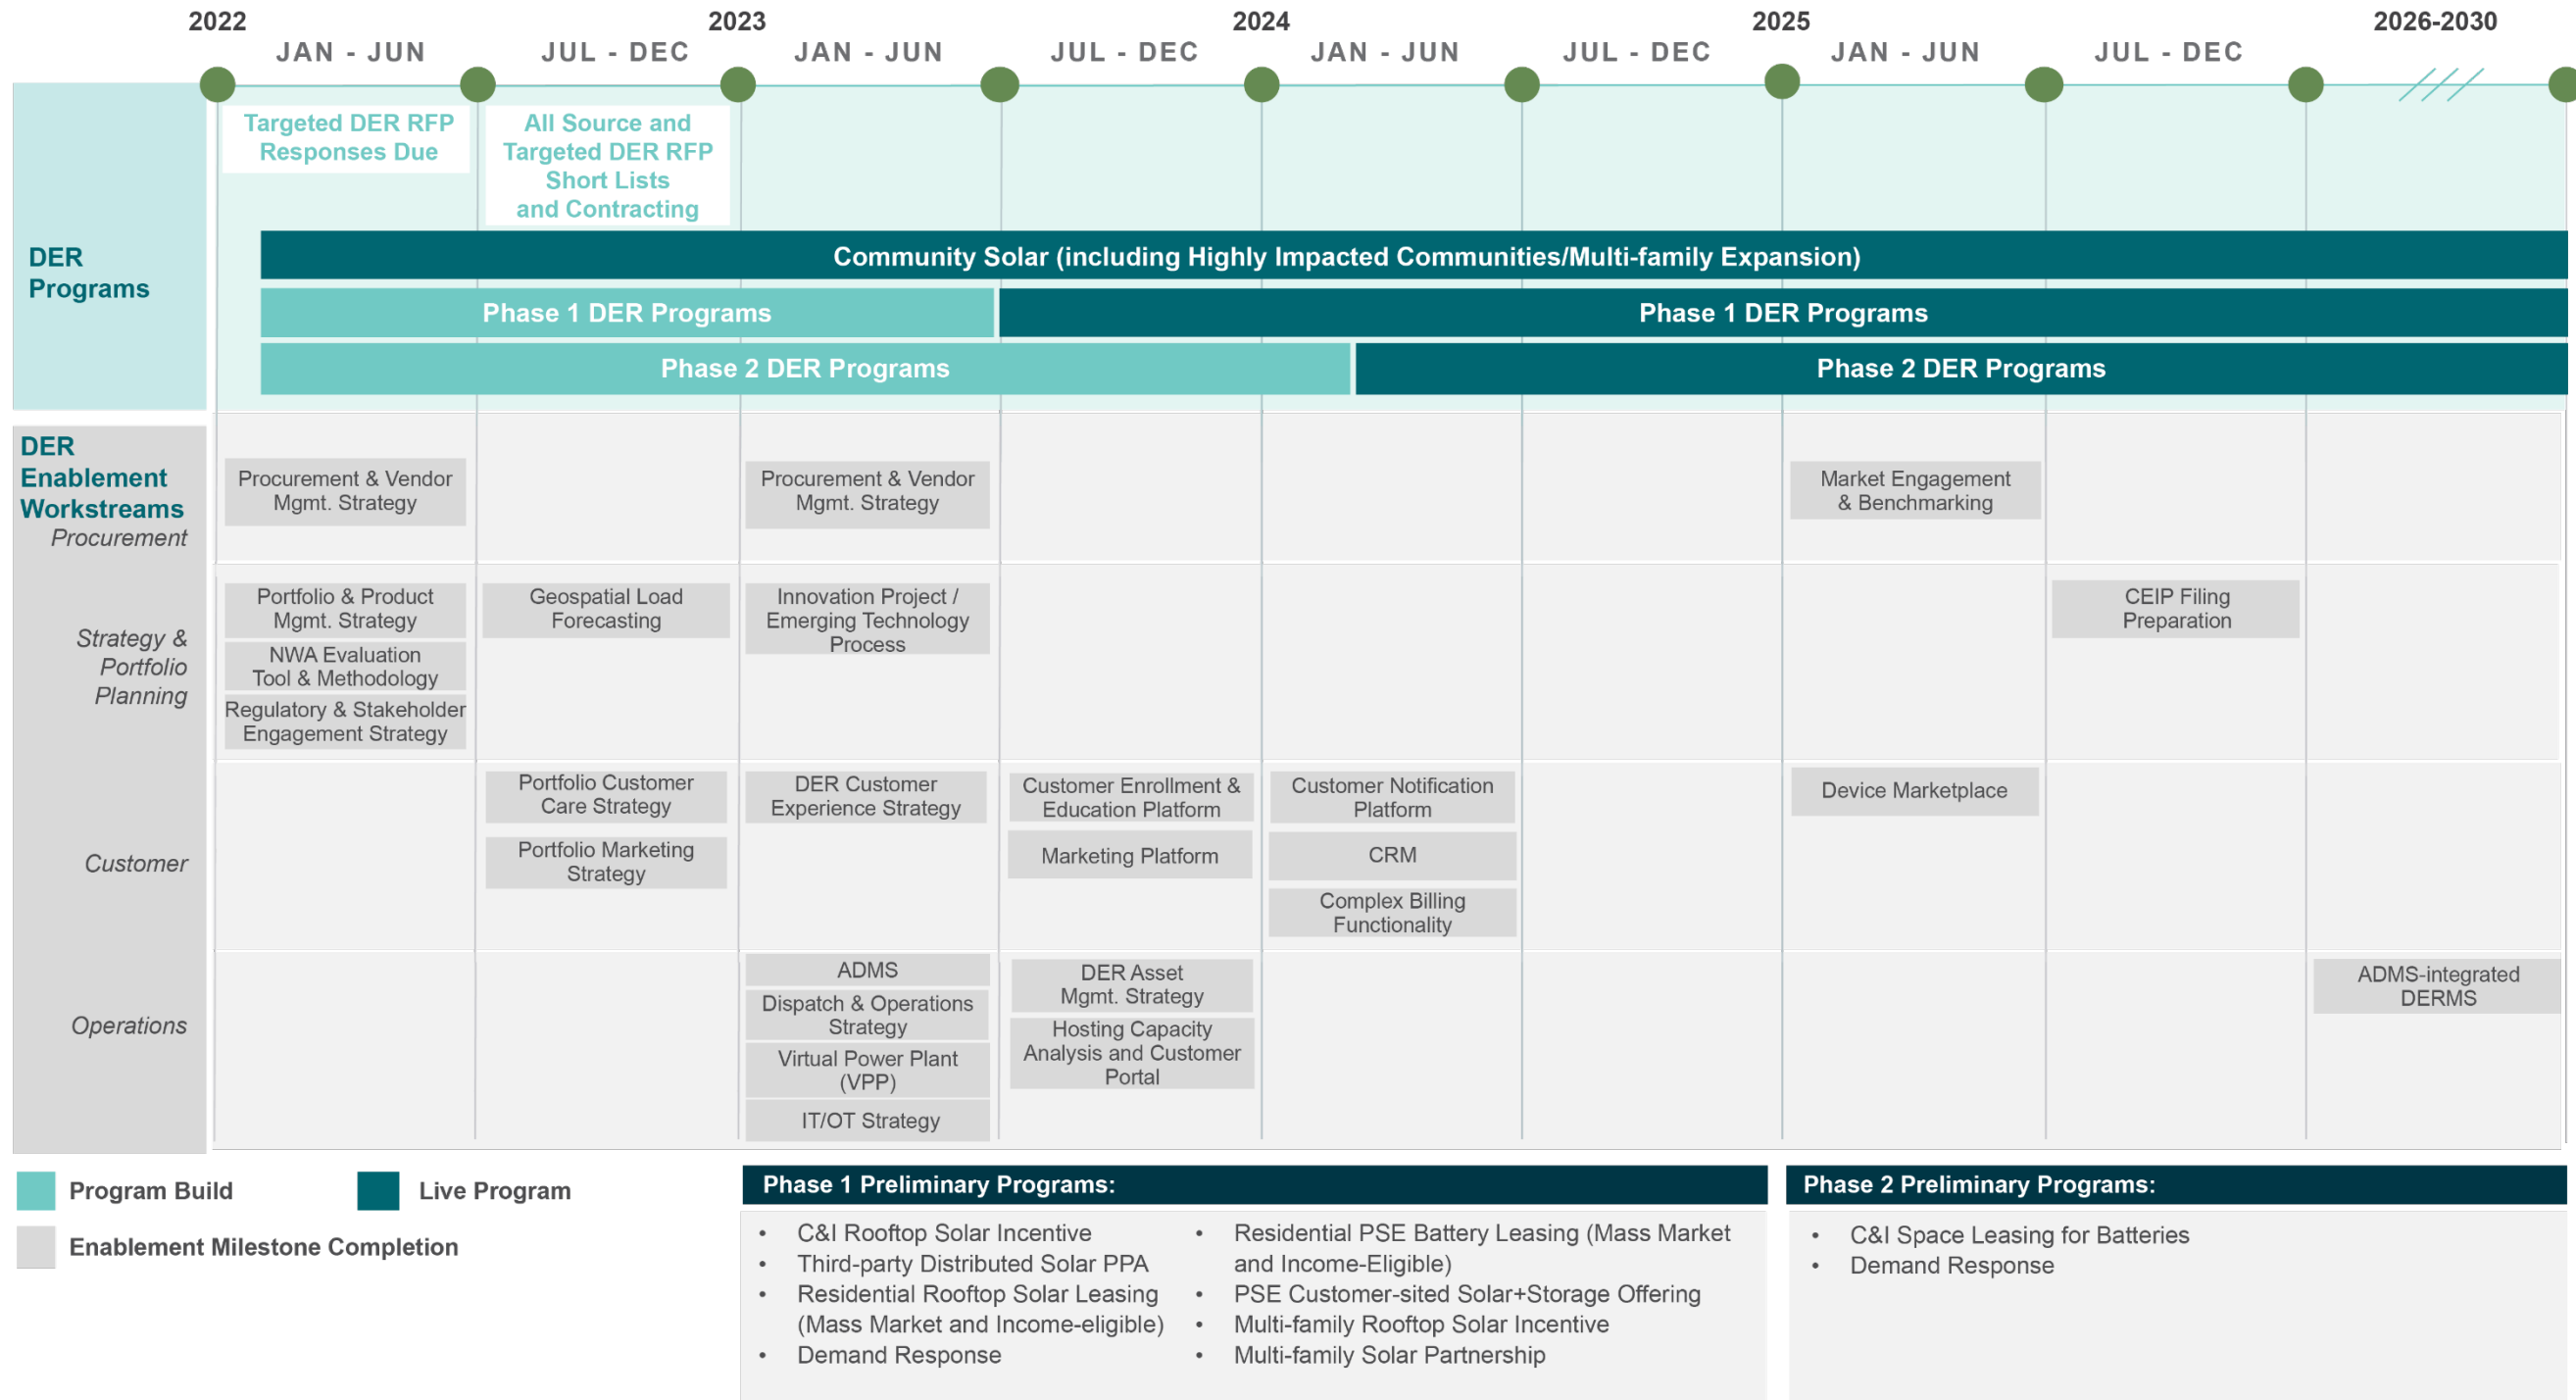 2022
2023
2024
2025
2026-2030
JAN - JUN
JUL - DEC
JAN - JUN
JUL - DEC
JAN - JUN
JUL - DEC
JAN - JUN
JUL - DEC
DER
Programs
Targeted DER RFP
Responses Due
All Source and
Targeted DER RFP
Short Lists
and Contracting
Community Solar (including Highly Impacted Communities/Multi-family Expansion)
Phase 1 DER Programs
Phase 1 DER Programs
Phase 2 DER Programs
Phase 2 DER Programs
DER
Enablement
Workstreams
Procurement
Procurement & Vendor
Mgmt. Strategy
Procurement & Vendor
Mgmt. Strategy
Market Engagement
& Benchmarking
Strategy &
Portfolio
Planning
Portfolio & Product
Mgmt. Strategy
NWA Evaluation
Tool & Methodology
Regulatory & Stakeholder
Engagement Strategy
Geospatial Load
Forecasting
Innovation Project /
Emerging Technology
Process
CEIP Filing
Preparation
Customer
Portfolio Customer
Care Strategy
Portfolio Marketing
Strategy
DER Customer
Experience Strategy
Customer Enrollment &
Education Platform
Marketing Platform
Customer Notification
Platform
CRM
Complex Billing
Functionality
Device Marketplace
Operations
ADMS
Dispatch & Operations
Strategy
Virtual Power Plant
(VPP)
IT/OT Strategy
DER Asset
Mgmt. Strategy
Hosting Capacity
Analysis and Customer
Portal
ADMS-integrated
DERMS
Program Build
Live Program
Enablement Milestone Completion
Phase 1 Preliminary Programs:
• C&I Rooftop Solar Incentive
• Third-party Distributed Solar PPA
• Residential Rooftop Solar Leasing
(Mass Market and Income-eligible)
• Demand Response
• Residential PSE Battery Leasing (Mass Market
and Income-Eligible)
• PSE Customer-sited Solar+Storage Offering
• Multi-family Rooftop Solar Incentive
• Multi-family Solar Partnership
Phase 2 Preliminary Programs:
• C&I Space Leasing for Batteries
• Demand Response